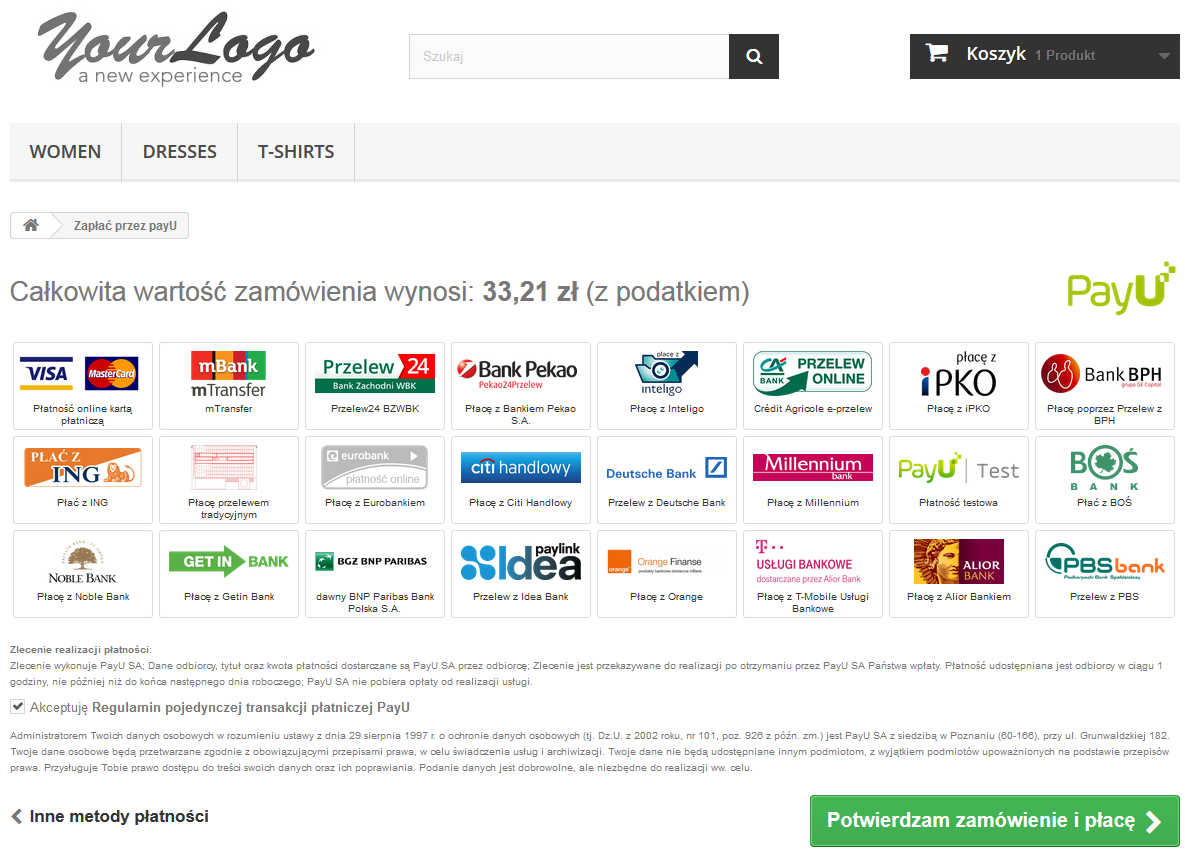 YourLogo
a new experience
Szukaj
Koszyk 1 Produkt
WOMEN DRESSES T-SHIRTS
Zapłać przez payU
Całkowita wartość zamówienia wynosi: 33,21 zł (z podatkiem)
PayU
VISA MasterCard
Płatność online kartą
płatniczą
mBank
mTransfer
mTransfer
Przelew 24
Bank Zachodni WBK
Przelew24 BZWBK
Bank Pekao
Pekao24Przelew
Płacę z Bankiem Pekao
S.A.
płacę z
inteligo
Płacę z Inteligo
CA BANK PRZELEW
ONLINE
Crédit Agricole e-przelew
płacę z
iPKO
Płacę z iPKO
Bank BPH
grupa GE Capital
Płacę poprzez Przelew z
BPH
PŁAĆ Z
ING
Płać z ING
Płacę przelewem
tradycyjnym
eurobank
płatność online
Płacę z Eurobankiem
citi handlowy
Płacę z Citi Handlowy
Deutsche Bank
Przelew z Deutsche Bank
Millennium
bank
Płacę z Millennium
PayU | Test
Płatność testowa
BOŚ
BANK
Płać z BOŚ
NOBLE BANK
Płacę z Noble Bank
GET IN BANK
Płacę z Getin Bank
BGZ BNP PARIBAS
dawny BNP Paribas Bank
Polska S.A.
paylink
Idea
Przelew z Idea Bank
orange Orange Finanse
produkty bankowe dostarcza mBank
Płacę z Orange
T
USŁUGI BANKOWE
dostarczane przez Alior Bank
Płacę z T-Mobile Usługi
Bankowe
ALIOR
BANK
Płacę z Alior Bankiem
PBSbank
Podkarpacki Bank Spółdzielczy
Przelew z PBS
Zlecenie realizacji płatności:
Zlecenie wykonuje PayU SA; Dane odbiorcy, tytuł oraz kwota płatności dostarczane są PayU SA przez odbiorcę; Zlecenie jest przekazywane do realizacji po otrzymaniu przez PayU SA Państwa wpłaty. Płatność udostępniana jest odbiorcy w ciągu 1
godziny, nie później niż do końca następnego dnia roboczego; PayU SA nie pobiera opłaty od realizacji usługi.
Akceptuję Regulamin pojedynczej transakcji płatniczej PayU
Administratorem Twoich danych osobowych w rozumieniu ustawy z dnia 29 sierpnia 1997 r. o ochronie danych osobowych (tj. Dz.U. z 2002 roku, nr 101, poz. 926 z późn. zm.) jest PayU SA z siedzibą w Poznaniu (60-166), przy ul. Grunwaldzkiej 182.
Twoje dane osobowe będą przetwarzane zgodnie z obowiązującymi przepisami prawa, w celu świadczenia usług i archiwizacji. Twoje dane nie będą udostępniane innym podmiotom, z wyjątkiem podmiotów upoważnionych na podstawie przepisów
prawa. Przysługuje Tobie prawo dostępu do treści swoich danych oraz ich poprawiania. Podanie danych jest dobrowolne, ale niezbędne do realizacji ww. celu.
Inne metody płatności
Potwierdzam zamówienie i płacę